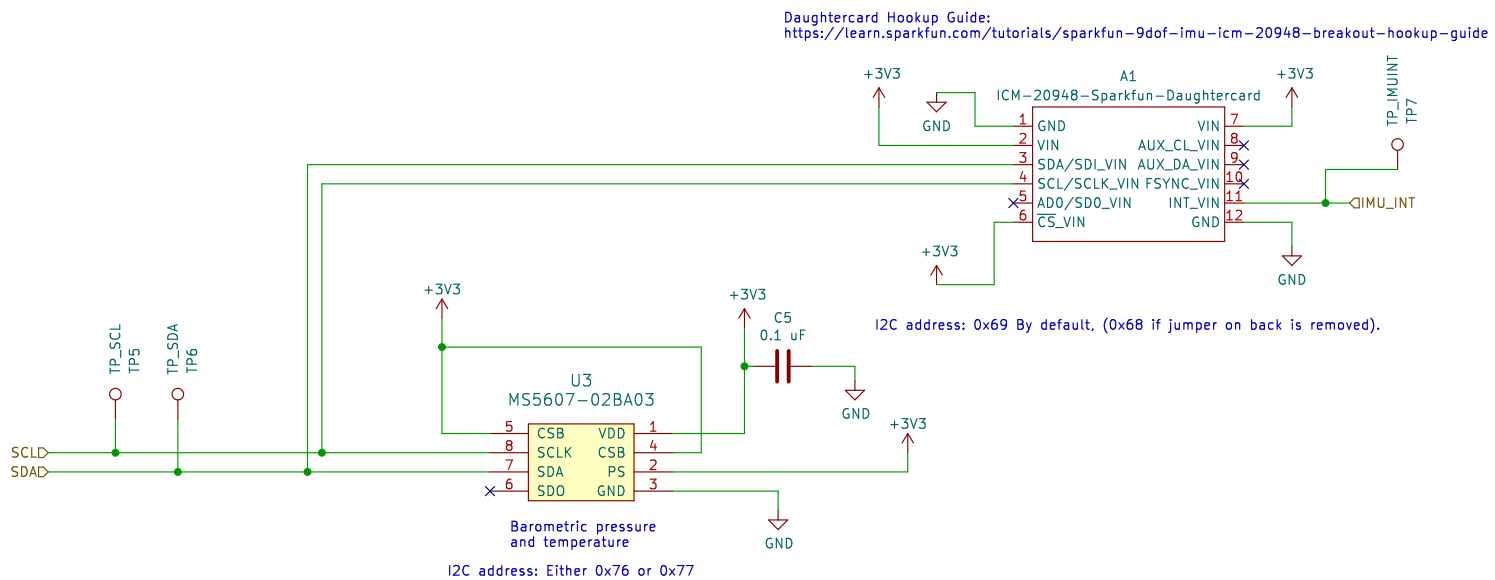 Daughtercard Hookup Guide:
https://learn.sparkfun.com/tutorials/sparkfun-9dof-imu-icm-20948-breakout-hookup-guide
+3V3
GND
A1
ICM-20948-Sparkfun-Daughtercard
+3V3
TP_IMUINT
TP7
1 GND
2 VIN
3 SDA/SDI_VIN
4 SCL/SCLK_VIN
5 AD0/SDO_VIN
6 CS_VIN
VIN 7
AUX_CL_VIN 8
AUX_DA_VIN 9
FSYNC_VIN 10
INT_VIN 11
GND 12
IMU_INT
+3V3
GND
I2C address: 0x69 By default, (0x68 if jumper on back is removed).
+3V3
+3V3
C5
0.1 uF
GND
TP_SCL
TP5
TP_SDA
TP6
U3
MS5607-02BA03
+3V3
5 CSB
8 SCLK
7 SDA
6 SDO
VDD 1
CSB 4
PS 2
GND 3
SCL
SDA
GND
Barometric pressure
and temperature
I2C address: Either 0x76 or 0x77